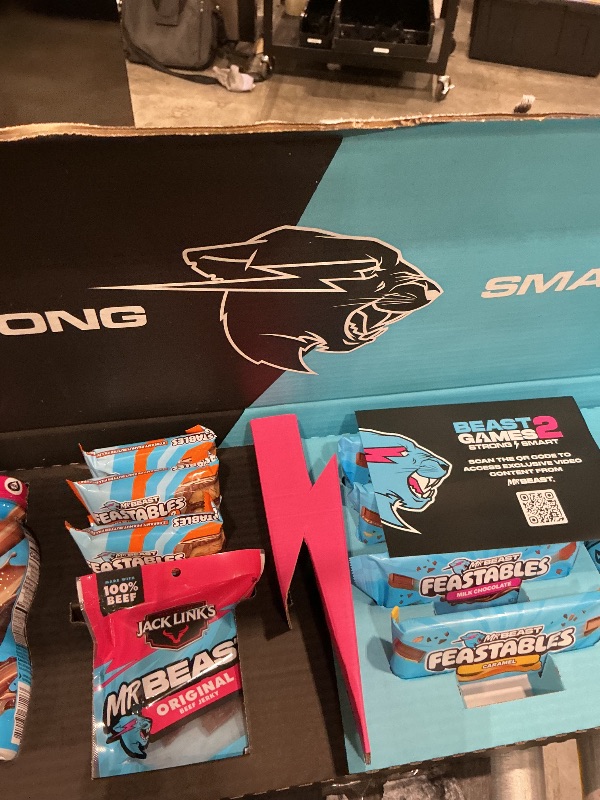 ONG
SMA
BEAST
GAMES 2
STRONG SMART
SCAN THE QR CODE TO
ACCESS EXCLUSIVE VIDEO
CONTENT FROM
MRBEAST.
FEASTABLES
MRBEAST
FEASTABLES
FEASTABLES
MRBEAST
FEASTABLES
MILK CHOCOLATE
MRBEAST
FEASTABLES
CARAMEL
MADE WITH
100%
BEEF
JACK LINK'S
MRBEAS
ORIGINAL
BEEF JERKY